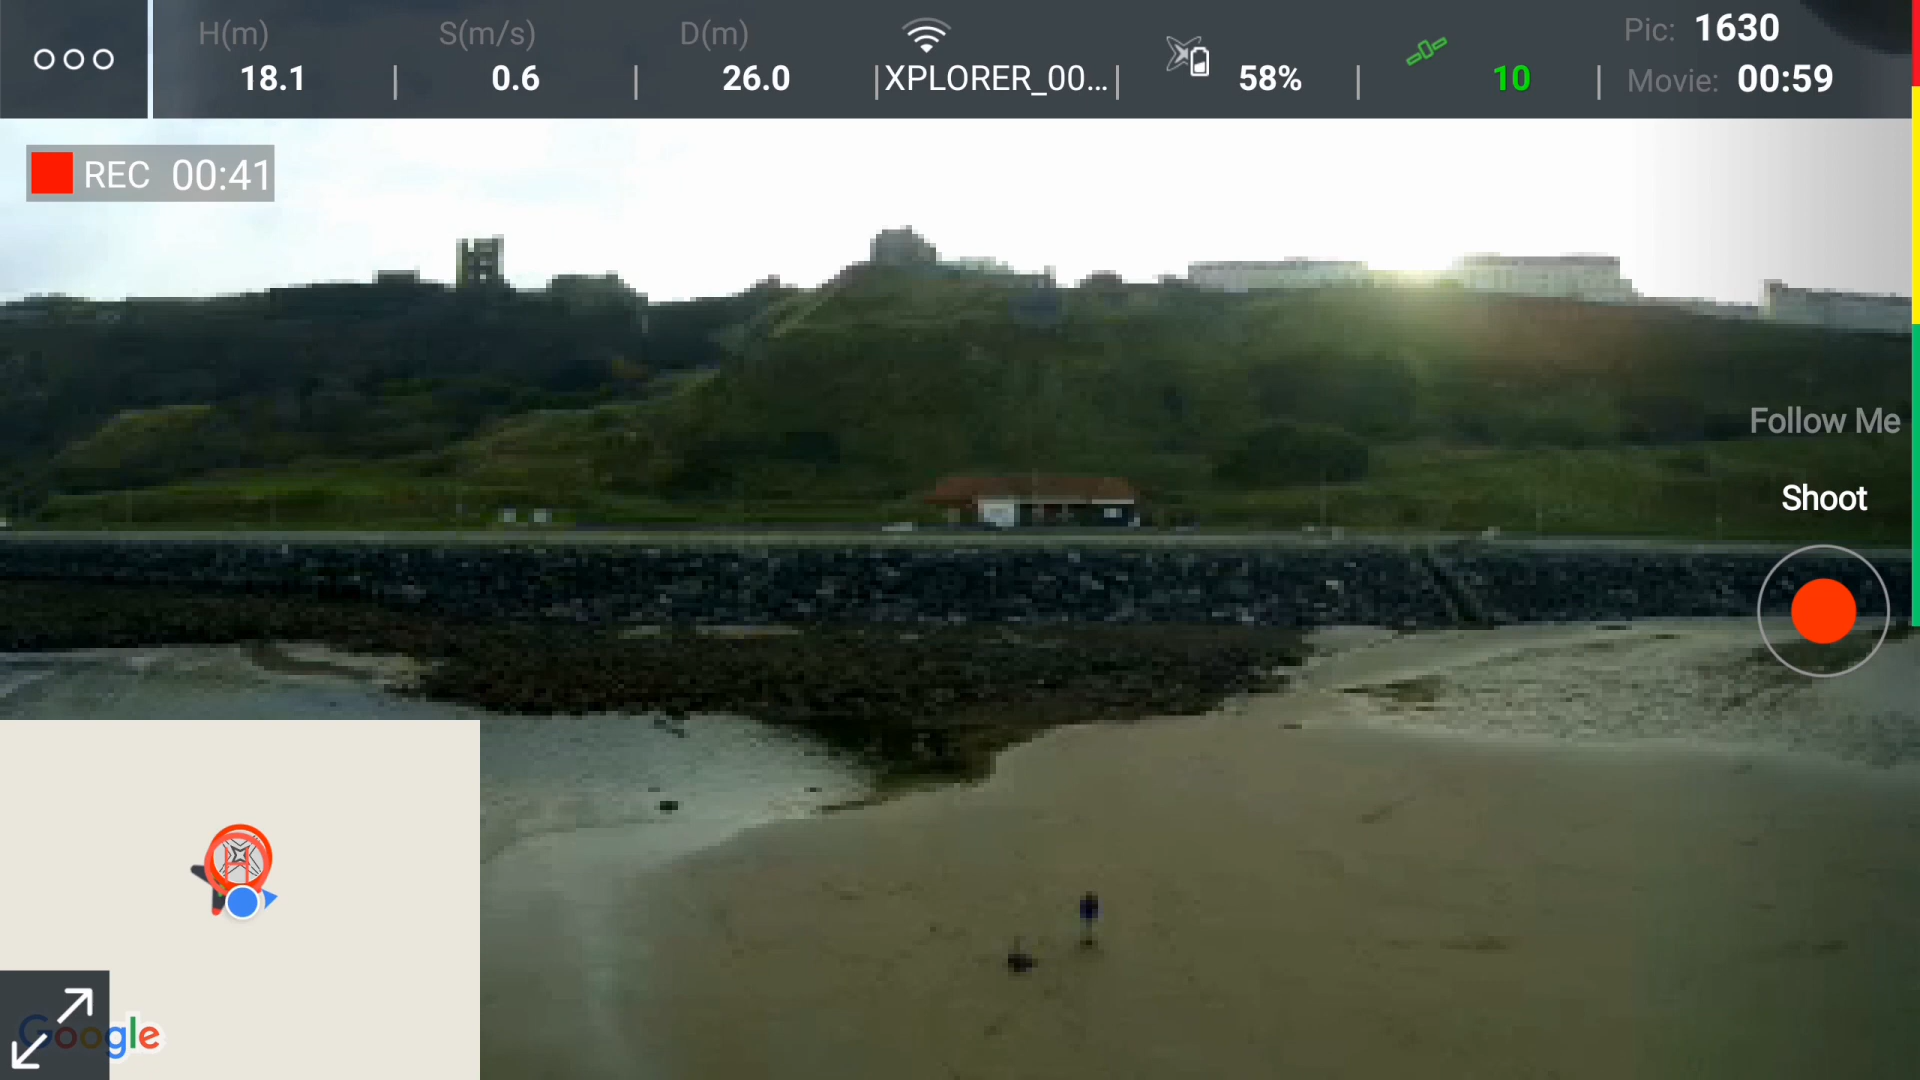 H(m) S(m/s) D(m) Pic: 1630
18.1 | 0.6 | 26.0 |XPLORER_00...| 58% | 10 | Movie: 00:59
REC 00:41
Follow Me
Shoot
H
Google